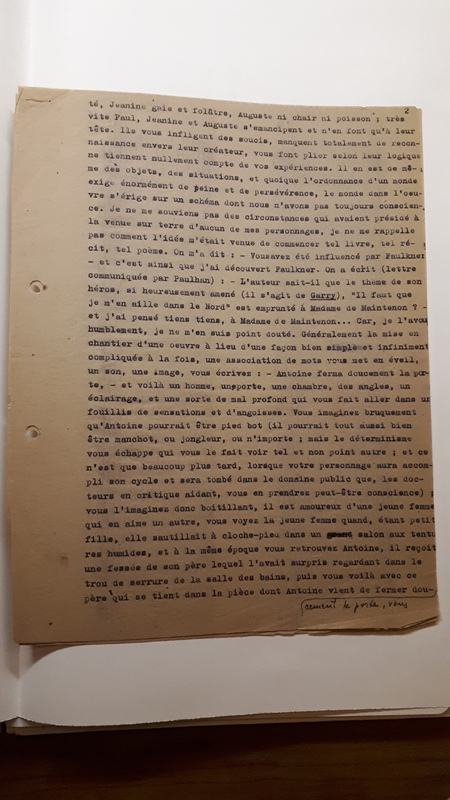 2
té, Jeanine gaie et folâtre, Auguste ni chair ni poisson ; très
vite Paul, Jeanine et Auguste s'émancipent et n'en font qu'à leur
tête. Ils vous infligent des soucis, manquent totalement de recon-
naissance envers leur créateur, vous font plier selon leur logique
ne tiennent nullement compte de vos expériences. Il en est de mê-
me des objets, des situations, et quoique l'ordonnance d'un monde
exige énormément de peine et de persévérence, le monde dans l'oeu-
vre s'érige sur un schéma dont nous n'avons pas toujours conscien-
ce. Je ne me souviens pas des circonstances qui avaient présidé à
la venue sur terre d'aucun de mes personnages, je ne me rappelle
pas comment l'idée m'était venue de commencer tel livre, tel ré-
cit, tel poème. On m'a dit : - Vousavez été influencé par Faulkner
- et c'est ainsi que j'ai découvert Faulkner. On a écrit (lettre
communiquée par Paulhan) : - L'auteur sait-il que le thème de son
héros, si heureusement amené (il s'agit de Garry), "Il faut que
je m'en aille dans le Nord" est emprunté à Madame de Maintenon ? -
et j'ai pensé tiens tiens, à Madame de Maintenon... Car, je l'avoue
humblement, je ne m'en suis point douté. Généralement la mise en
chantier d'une oeuvre à lieu d'une façon bien simple et infiniment
compliquée à la fois, une association de mots vous met en éveil,
un son, une image, vous écrivez : - Antoine ferma doucement la por-
te, - et voilà un homme, unsporte, une chambre, des angles, un
éclairage, et une sorte de mal profond qui vous fait aller dans un
fouillis de sensations et d'angoisses. Vous imaginez bruquement
qu'Antoine pourrait être pied bot (il pourrait tout aussi bien
être manchot, ou jongleur, ou n'importe ; mais le déterminisme
vous échappe qui vous le fait voir tel et non point autre ; et ce
n'est que beaucoup plus tard, lorsque votre personnage aura accom-
pli son cycle et sera tombé dans le domaine public que, les doc-
teurs en critique aidant, vous en prendrez peut-être conscience) ;
vous l'imaginez donc boitillant, il est amoureux d'une jeune femme
qui en aime un autre, vous voyez la jeune femme quand, étant petite
fille, elle sautillait à cloche-pied dans un salon aux tentu
res humides, et à la même époque vous retrouvez Antoine, il reçoit
une fessée de son père lequel l'avait surpris regardant dans le
trou de serrure de la salle des bains, puis vous voilà avec ce
père qui se tient dans la pièce dont Antoine vient de fermer dou-
cement la porte, vous